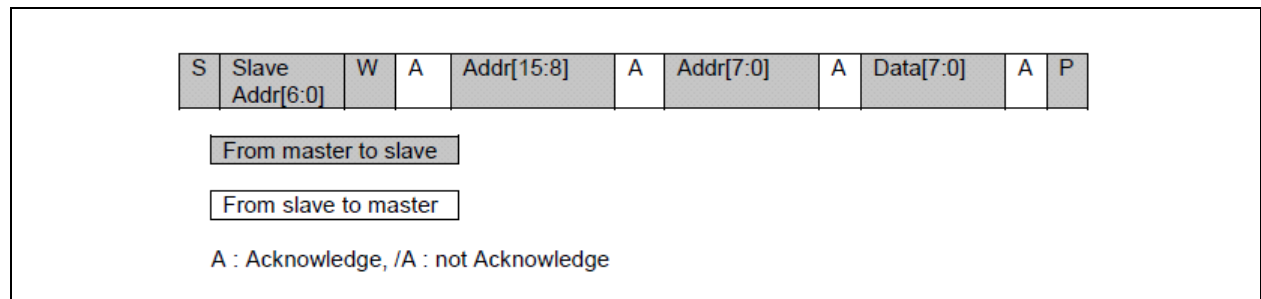 S Slave W A Addr[15:8] A Addr[7:0] A Data[7:0] A P
Addr[6:0]
From master to slave
From slave to master
A : Acknowledge, /A : not Acknowledge